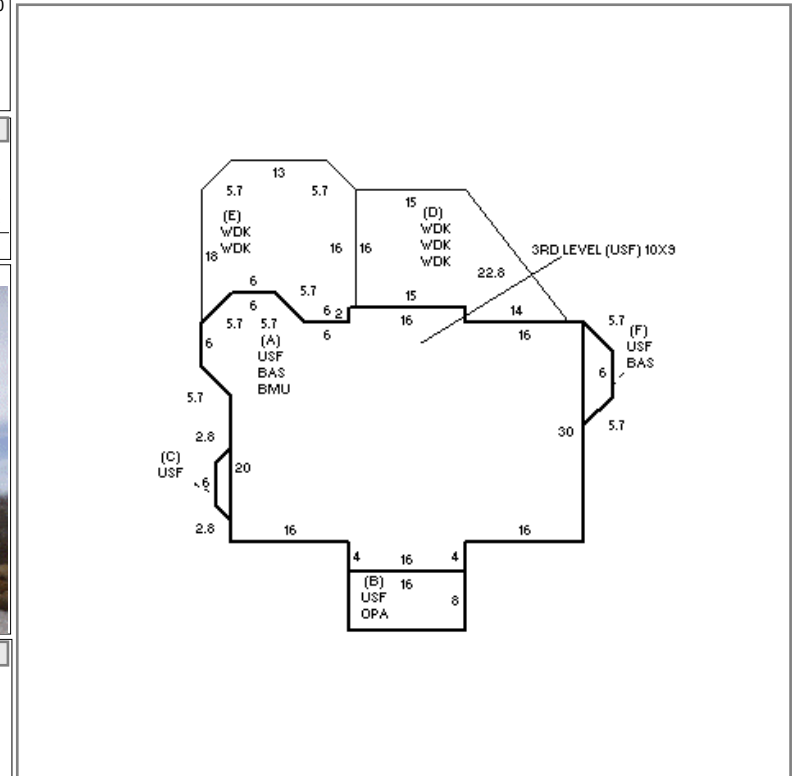 13
5.7 5.7
(E)
WDK
WDK
18
16
16
15
(D)
WDK
WDK
WDK
22.8
3RD LEVEL (USF) 10X9
6
6
5.7
5.7 5.7
6 2
6
15
16
14
16
5.7
(F)
USF
BAS
6
5.7
6
(A)
USF
BAS
BMU
5.7
2.8
(C)
USF
6
20
2.8
30
16
16
4 16 4
(B) 16
USF
OPA
8